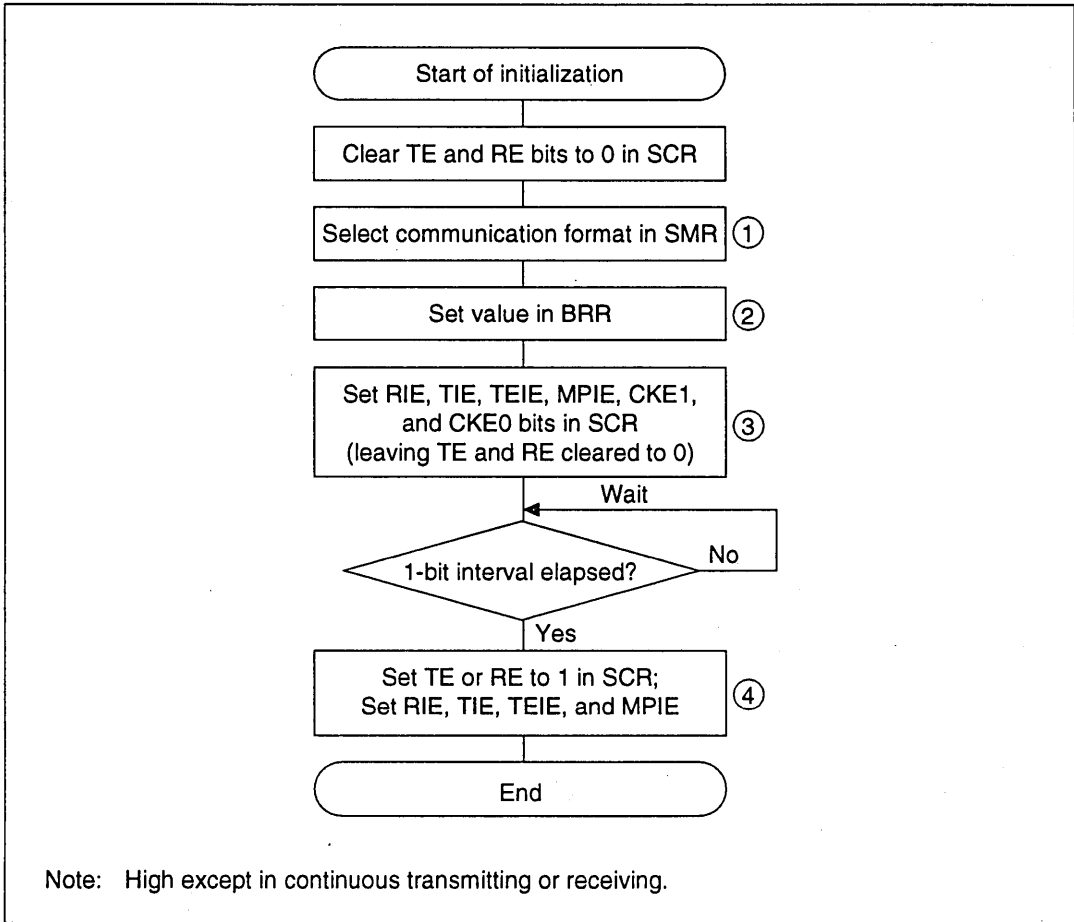 Start of initialization
Clear TE and RE bits to 0 in SCR
Select communication format in SMR ①
Set value in BRR ②
Set RIE, TIE, TEIE, MPIE, CKE1,
and CKE0 bits in SCR ③
(leaving TE and RE cleared to 0)
Wait
1-bit interval elapsed? No
Yes
Set TE or RE to 1 in SCR;
Set RIE, TIE, TEIE, and MPIE ④
End
Note: High except in continuous transmitting or receiving.